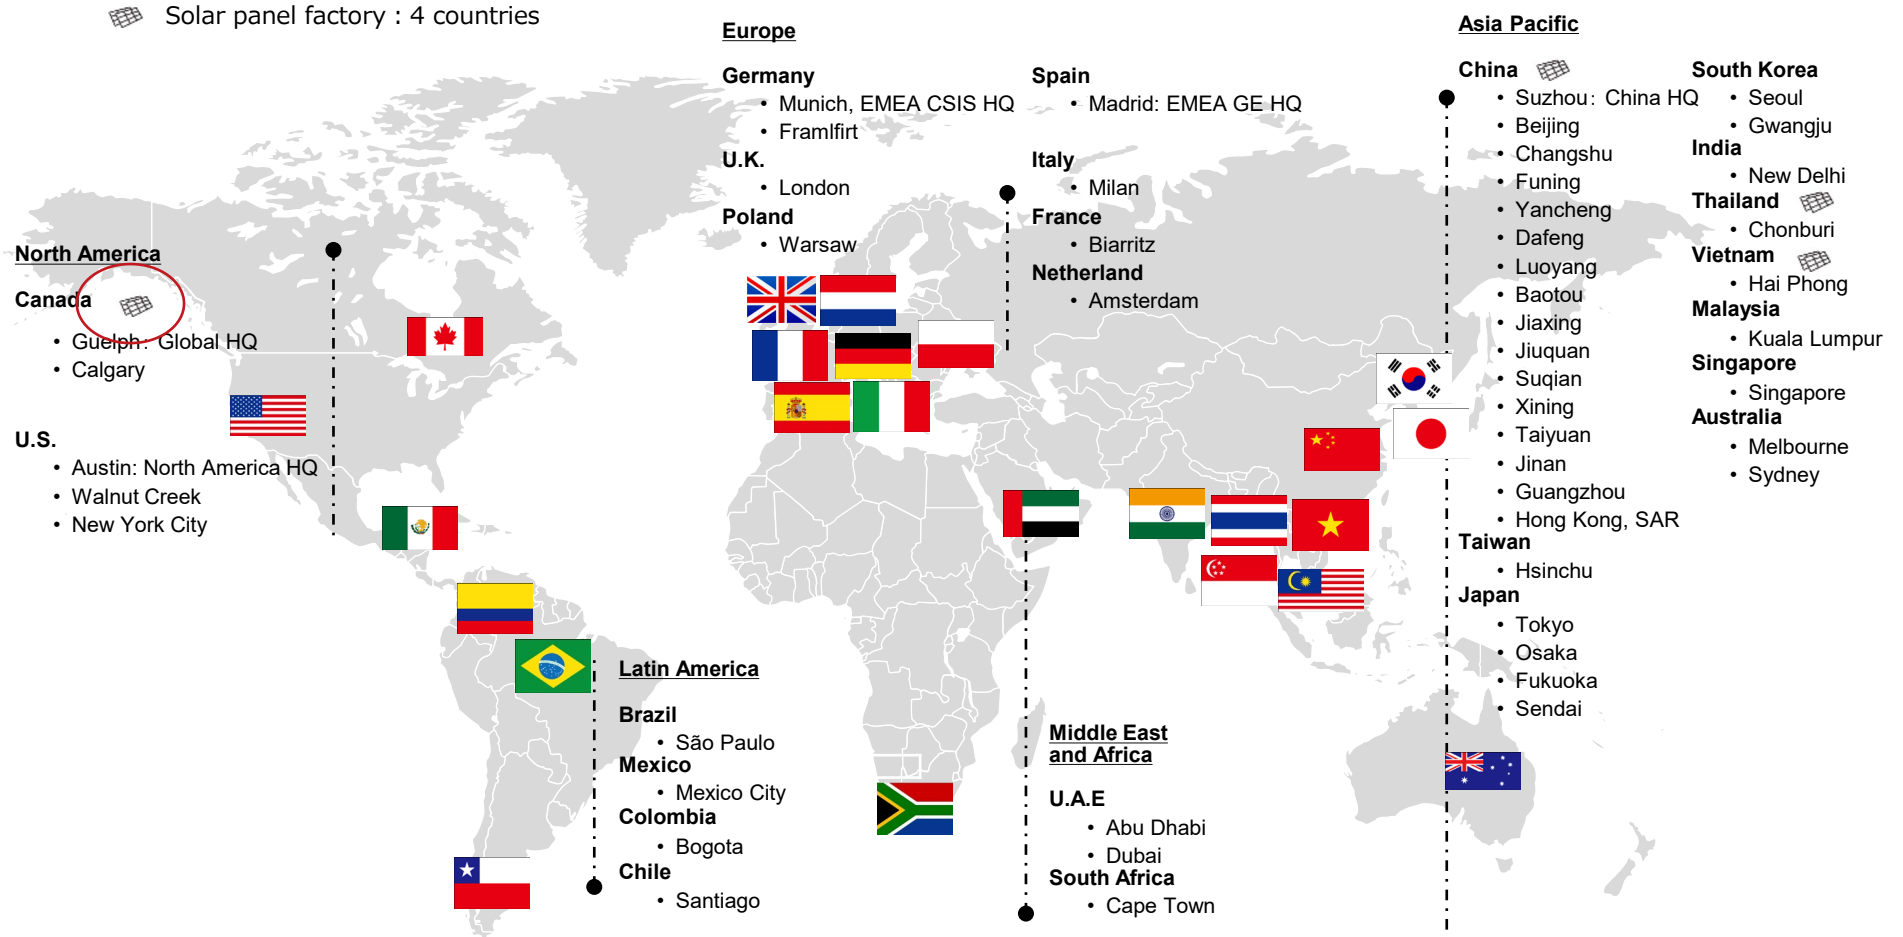 Solar panel factory : 4 countries
North America
Canada
• Guelph: Global HQ
• Calgary
U.S.
• Austin: North America HQ
• Walnut Creek
• New York City
Europe
Germany
• Munich, EMEA CSIS HQ
• Framlfirt
U.K.
• London
Poland
• Warsaw
Spain
• Madrid: EMEA GE HQ
Italy
• Milan
France
• Biarritz
Netherland
• Amsterdam
Latin America
Brazil
• São Paulo
Mexico
• Mexico City
Colombia
• Bogota
Chile
• Santiago
Middle East
and Africa
U.A.E
• Abu Dhabi
• Dubai
South Africa
• Cape Town
Asia Pacific
China
• Suzhou: China HQ
• Beijing
• Changshu
• Funing
• Yancheng
• Dafeng
• Luoyang
• Baotou
• Jiaxing
• Jiuquan
• Suqian
• Xining
• Taiyuan
• Jinan
• Guangzhou
• Hong Kong, SAR
Taiwan
• Hsinchu
Japan
• Tokyo
• Osaka
• Fukuoka
• Sendai
South Korea
• Seoul
• Gwangju
India
• New Delhi
Thailand
• Chonburi
Vietnam
• Hai Phong
Malaysia
• Kuala Lumpur
Singapore
• Singapore
Australia
• Melbourne
• Sydney